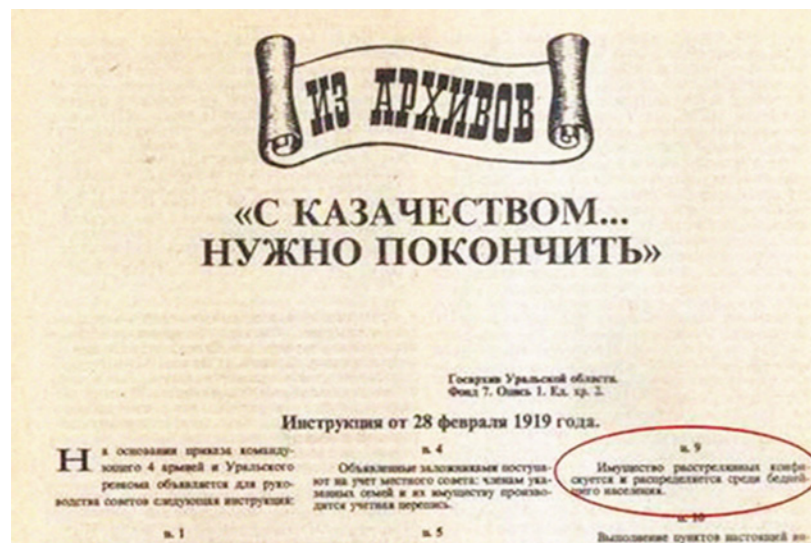 ИЗ АРХИВОВ
«С КАЗАЧЕСТВОМ...
НУЖНО ПОКОНЧИТЬ»
Госархив Уральской области.
Фонд 7. Опись 1. Ед. хр. 2.
Инструкция от 28 февраля 1919 года.
На основании приказа команду-
ющего 4 армией и Уральского
ревкома объявляется для руко-
водства советов следующая инструкция:
п. 1
п. 4
Объявленные заложниками поступа-
ют на учет местного совета: членам ука-
занных семей и их имуществу произво-
дится учетная перепись.
п. 5
п. 9
Имущество расстрелянных конфи-
скуется и распределяется среди бедней-
шего населения.
п. 10
Выполнение пунктов настоящей